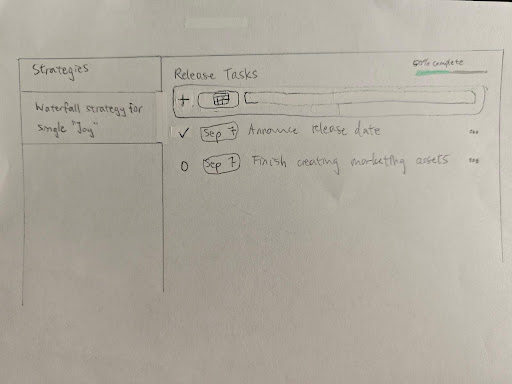 Strategies
Waterfall strategy for
single "Joy"
Release Tasks
60% complete
+
✓ Sep 7 Announce release date ...
O Sep 7 Finish creating marketing assets ...